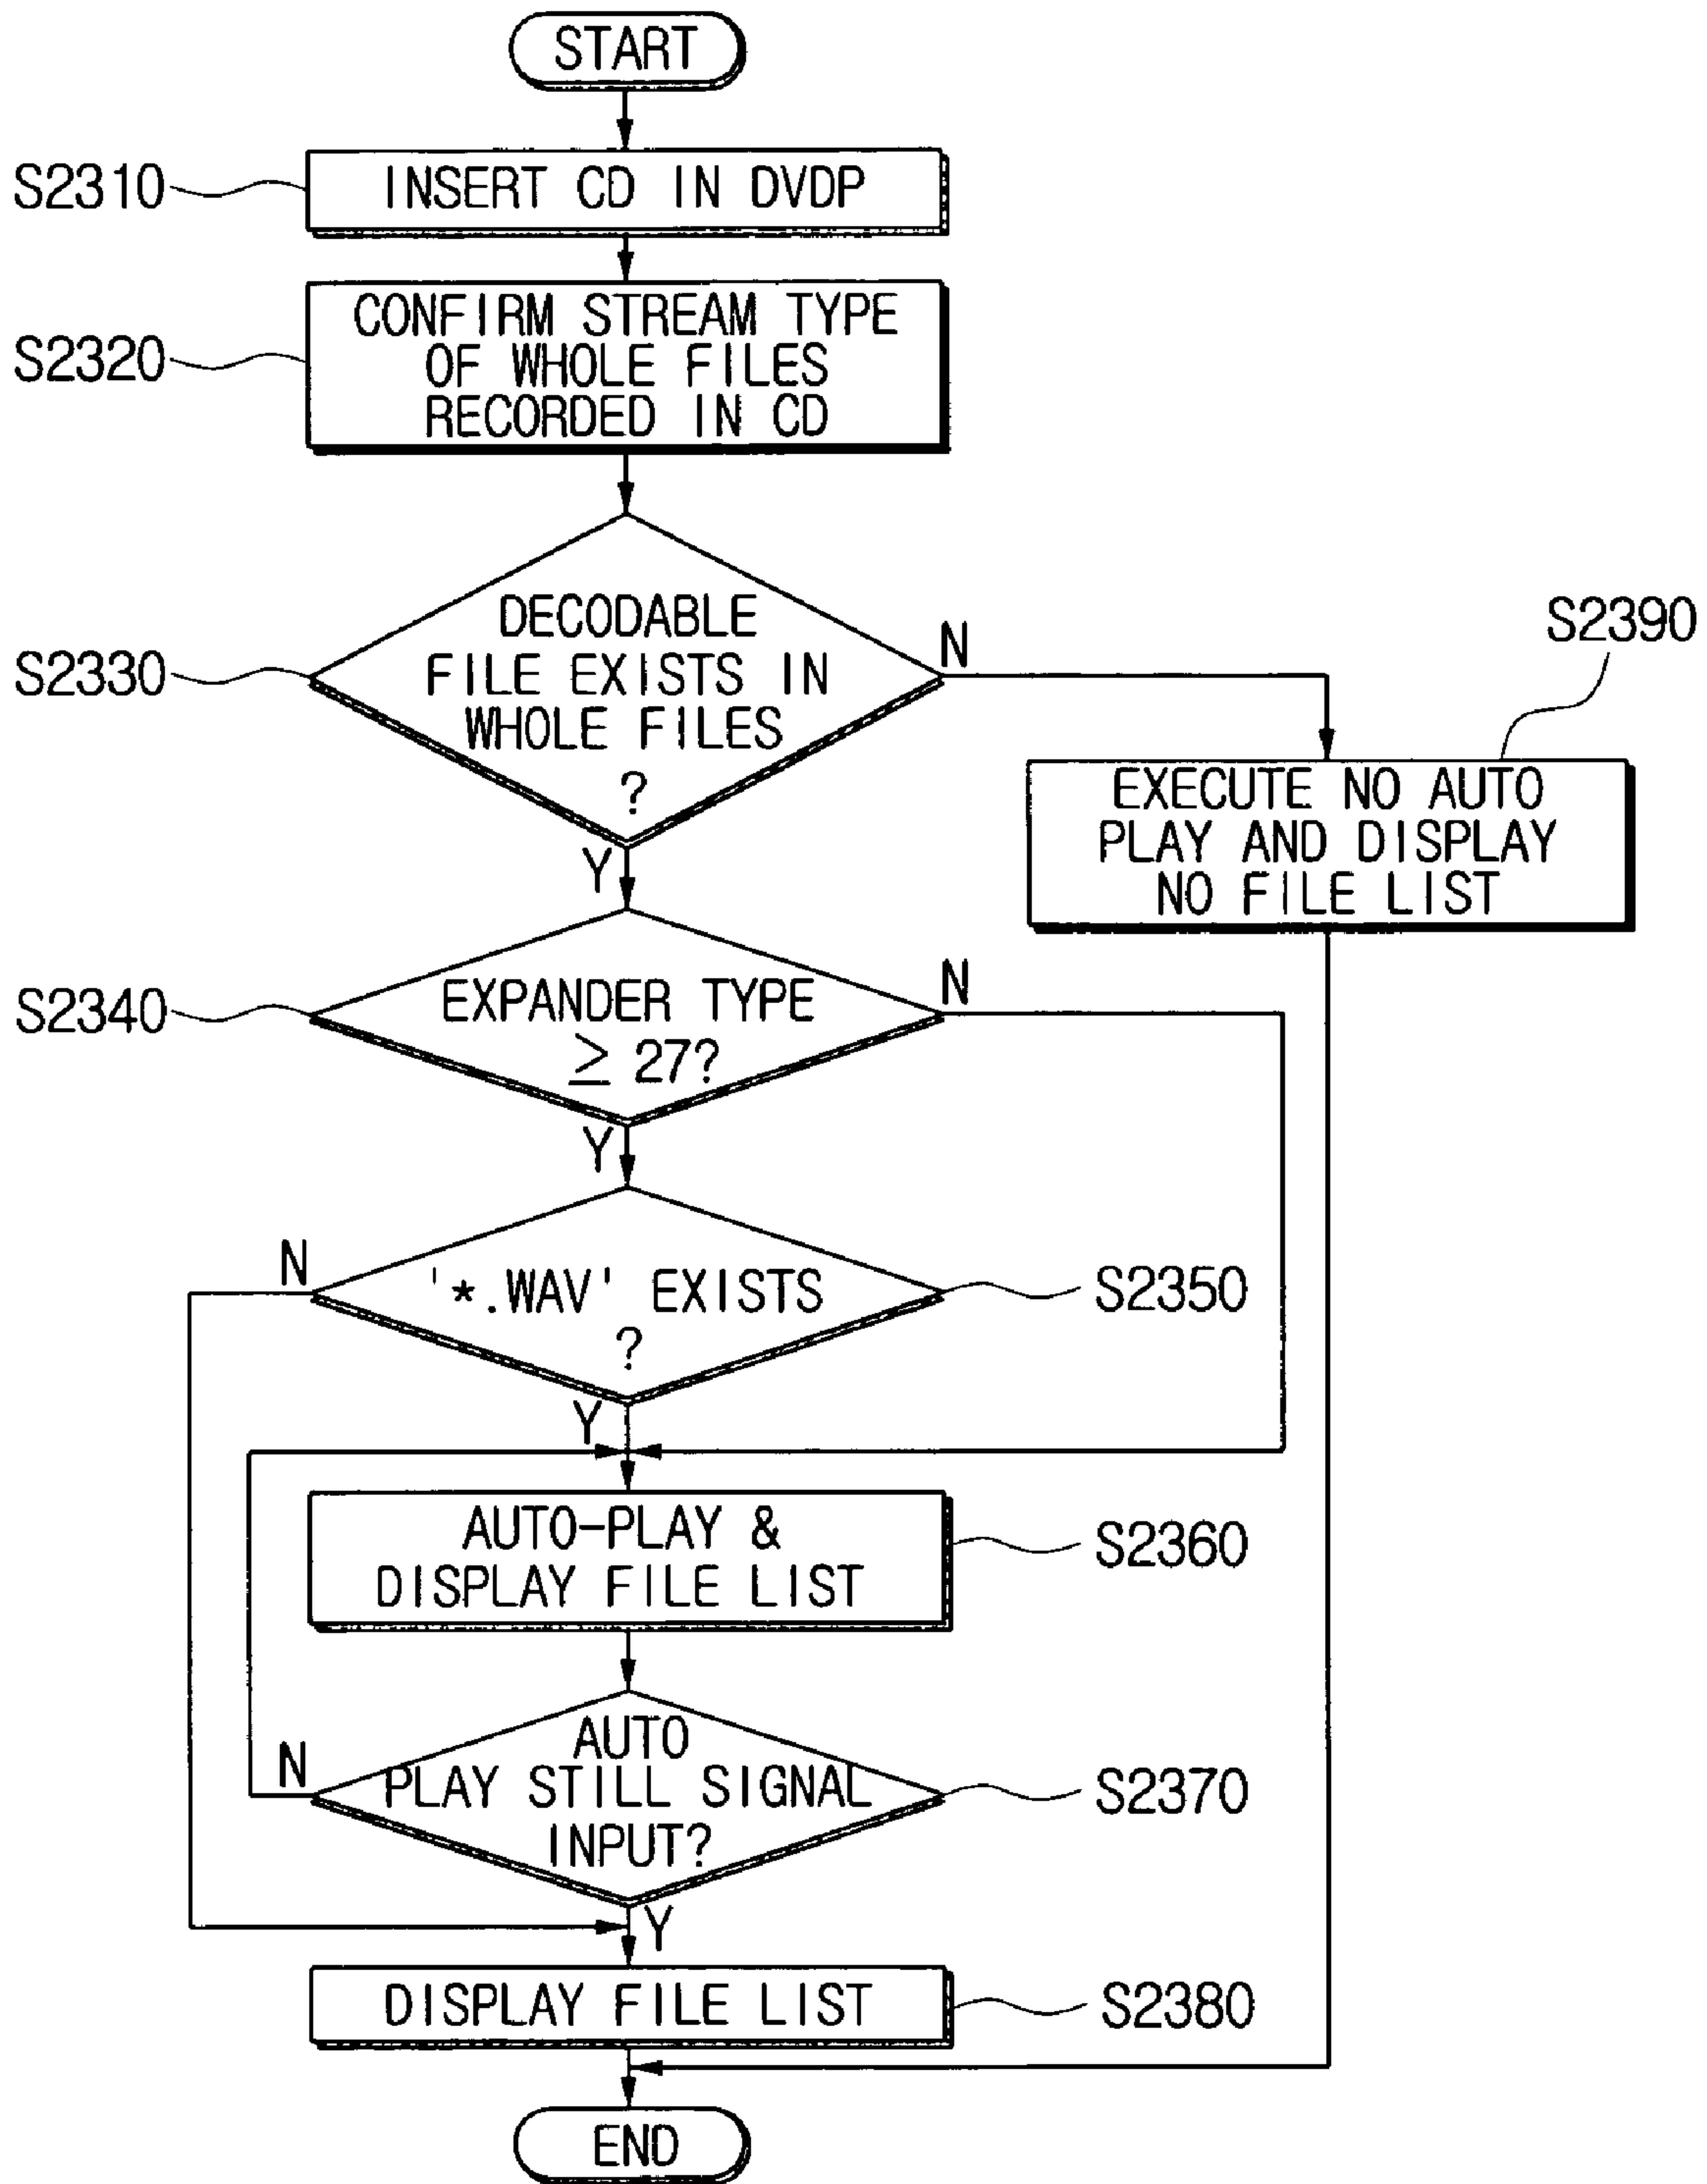 START
S2310
INSERT CD IN DVDP
S2320
CONFIRM STREAM TYPE
OF WHOLE FILES
RECORDED IN CD
S2330
DECODABLE
FILE EXISTS IN
WHOLE FILES
?
N
Y
S2390
EXECUTE NO AUTO
PLAY AND DISPLAY
NO FILE LIST
S2340
EXPANDER TYPE
≥ 27?
N
Y
'*.WAV' EXISTS
?
N
Y
S2350
AUTO-PLAY &
DISPLAY FILE LIST
S2360
AUTO
PLAY STILL SIGNAL
INPUT?
N
Y
S2370
DISPLAY FILE LIST
S2380
END